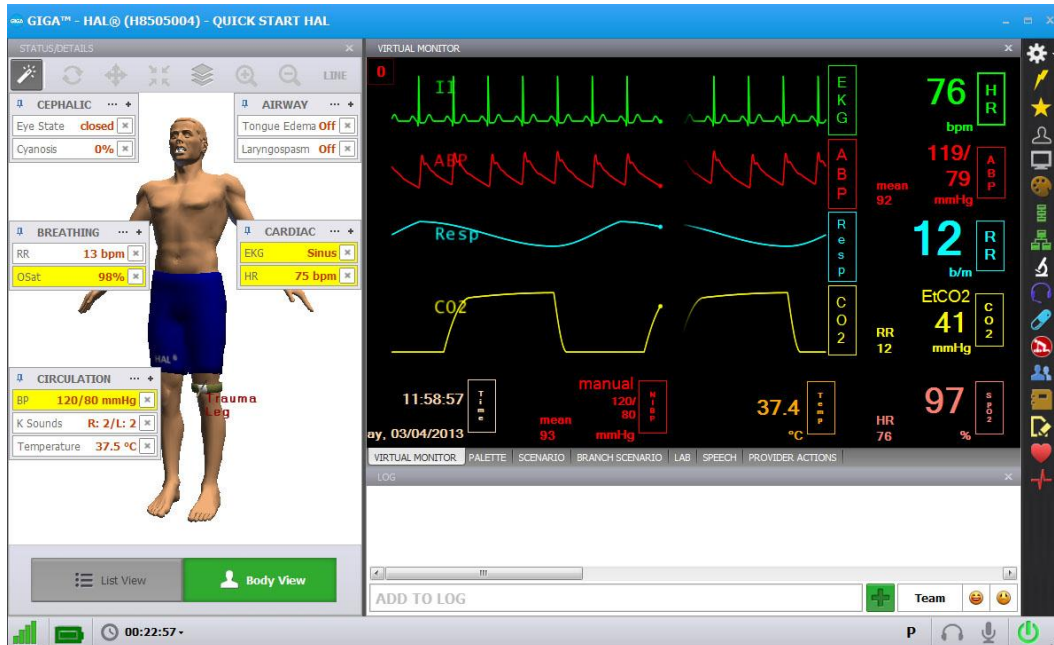 GIGA™ - HAL® (H8505004) - QUICK START HAL
STATUS/DETAILS
LINE
CEPHALIC
Eye State closed
Cyanosis 0%
AIRWAY
Tongue Edema Off
Laryngospasm Off
BREATHING
RR 13 bpm
OSat 98%
CARDIAC
EKG Sinus
HR 75 bpm
HAL®
CIRCULATION
BP 120/80 mmHg
K Sounds R: 2/L: 2
Temperature 37.5 °C
Trauma
Leg
List View
Body View
VIRTUAL MONITOR
0
II
EKG
76
HR
bpm
ABP
ABP
119/
79
mean
92
mmHg
ABP
Resp
Resp
12
RR
b/m
CO2
CO2
EtCO2
41
RR
12
mmHg
CO2
11:58:57
Time
ay, 03/04/2013
manual
120/
80
mean
93
mmHg
NIBP
37.4
°C
Temp
97
HR
76
%
SpO2
VIRTUAL MONITOR PALETTE SCENARIO BRANCH SCENARIO LAB SPEECH PROVIDER ACTIONS
LOG
ADD TO LOG
Team
00:22:57
P